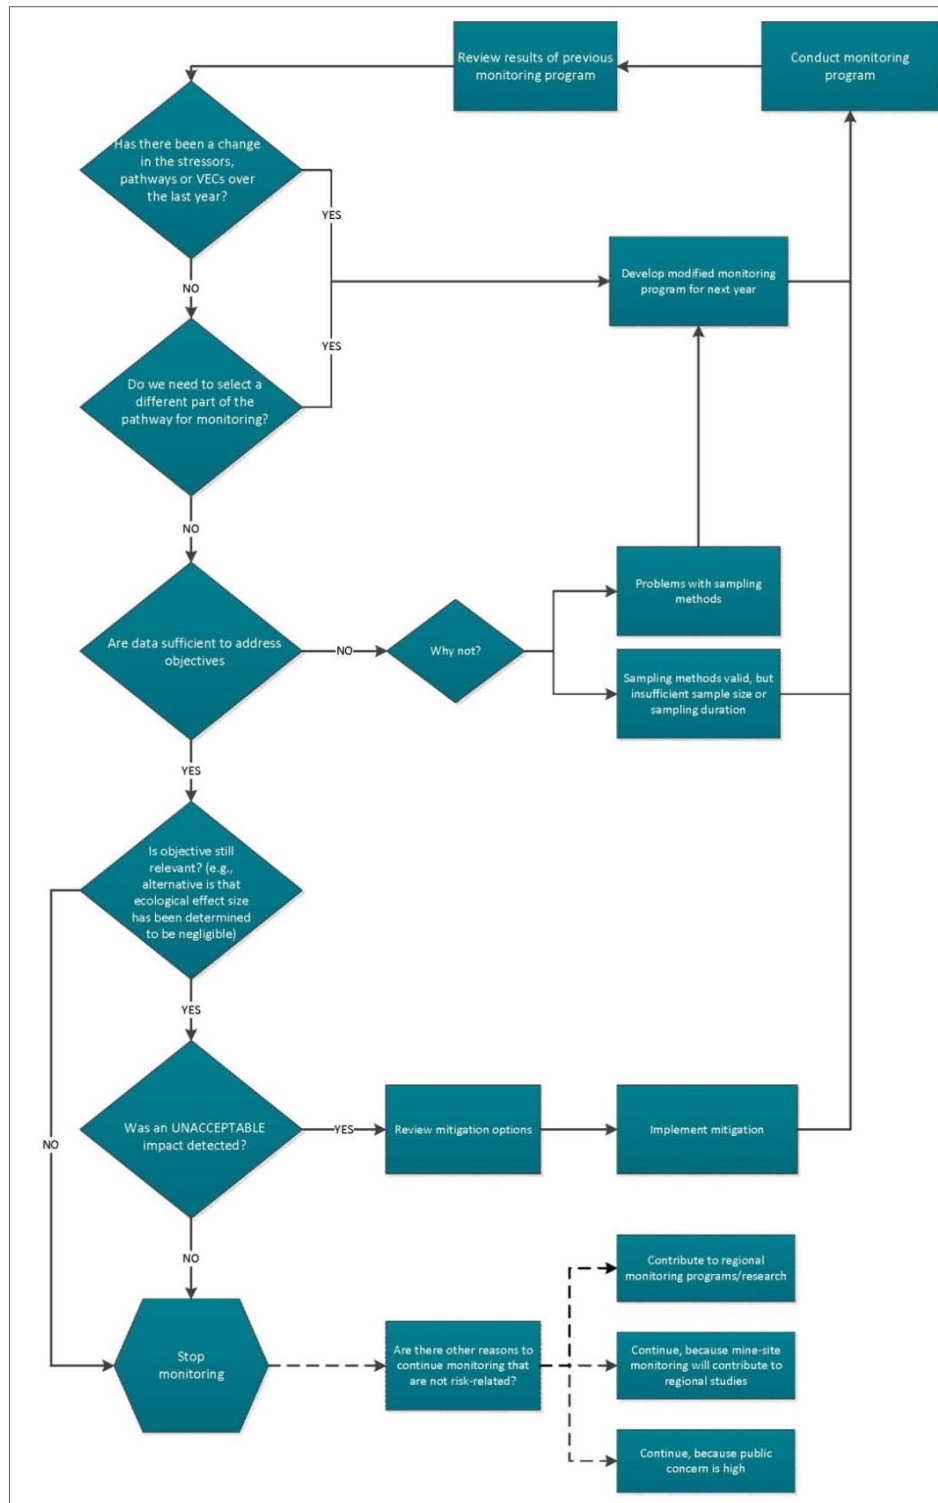 Review results of previous
monitoring program
Conduct monitoring
program
Has there been a change
in the stressors,
pathways or VECs over
the last year?
YES
Develop modified monitoring
program for next year
NO
YES
Do we need to select a
different part of the
pathway for monitoring?
NO
Problems with sampling
methods
Are data sufficient to address
objectives
NO
Why not?
Sampling methods valid, but
insufficient sample size or
sampling duration
YES
Is objective still
relevant? (e.g.,
alternative is that
ecological effect size
has been determined
to be negligible)
YES
Was an UNACCEPTABLE
impact detected?
YES
Review mitigation options
Implement mitigation
NO
NO
Contribute to regional
monitoring programs/research
Stop
monitoring
Are there other reasons to
continue monitoring that
are not risk-related?
Continue, because mine-site
monitoring will contribute to
regional studies
Continue, because public
concern is high